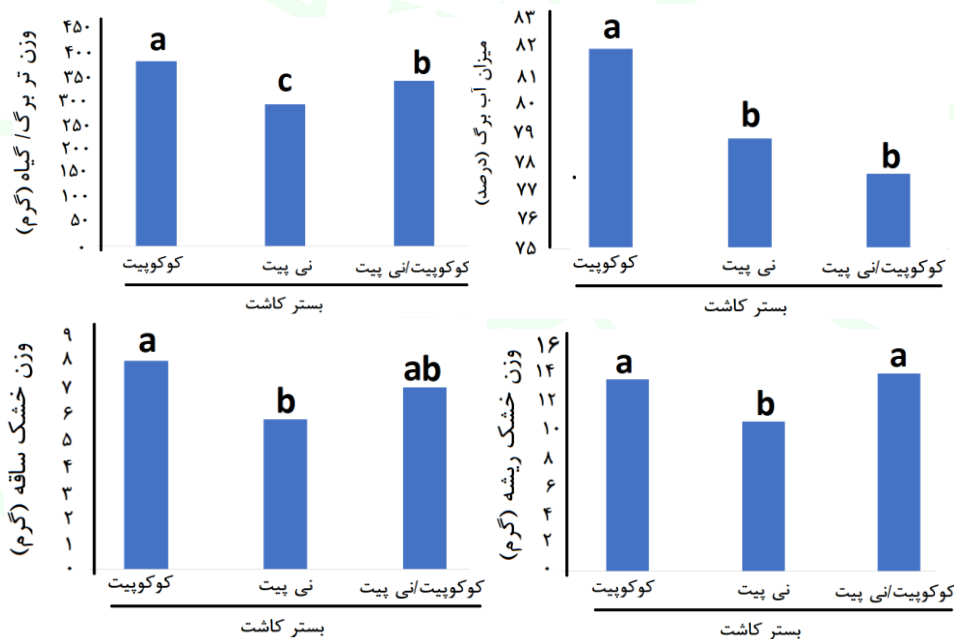 وزن تر برگ/ گیاه (گرم)
۴۵۰
۴۰۰
۳۵۰
۳۰۰
۲۵۰
۲۰۰
۱۵۰
۱۰۰
۵۰
۰
a
c
b
کوکوپیت
نی پیت
کوکوپیت/نی پیت
بستر کاشت
میزان آب برگ (درصد)
۸۳
۸۲
۸۱
۸۰
۷۹
۷۸
۷۷
۷۶
۷۵
a
b
b
کوکوپیت
نی پیت
کوکوپیت/نی پیت
بستر کاشت
وزن خشک ساقه (گرم)
۹
۸
۷
۶
۵
۴
۳
۲
۱
۰
a
b
ab
کوکوپیت
نی پیت
کوکوپیت/نی پیت
بستر کاشت
وزن خشک ریشه (گرم)
۱۶
۱۴
۱۲
۱۰
۸
۶
۴
۲
۰
a
b
a
کوکوپیت
نی پیت
کوکوپیت/نی پیت
بستر کاشت